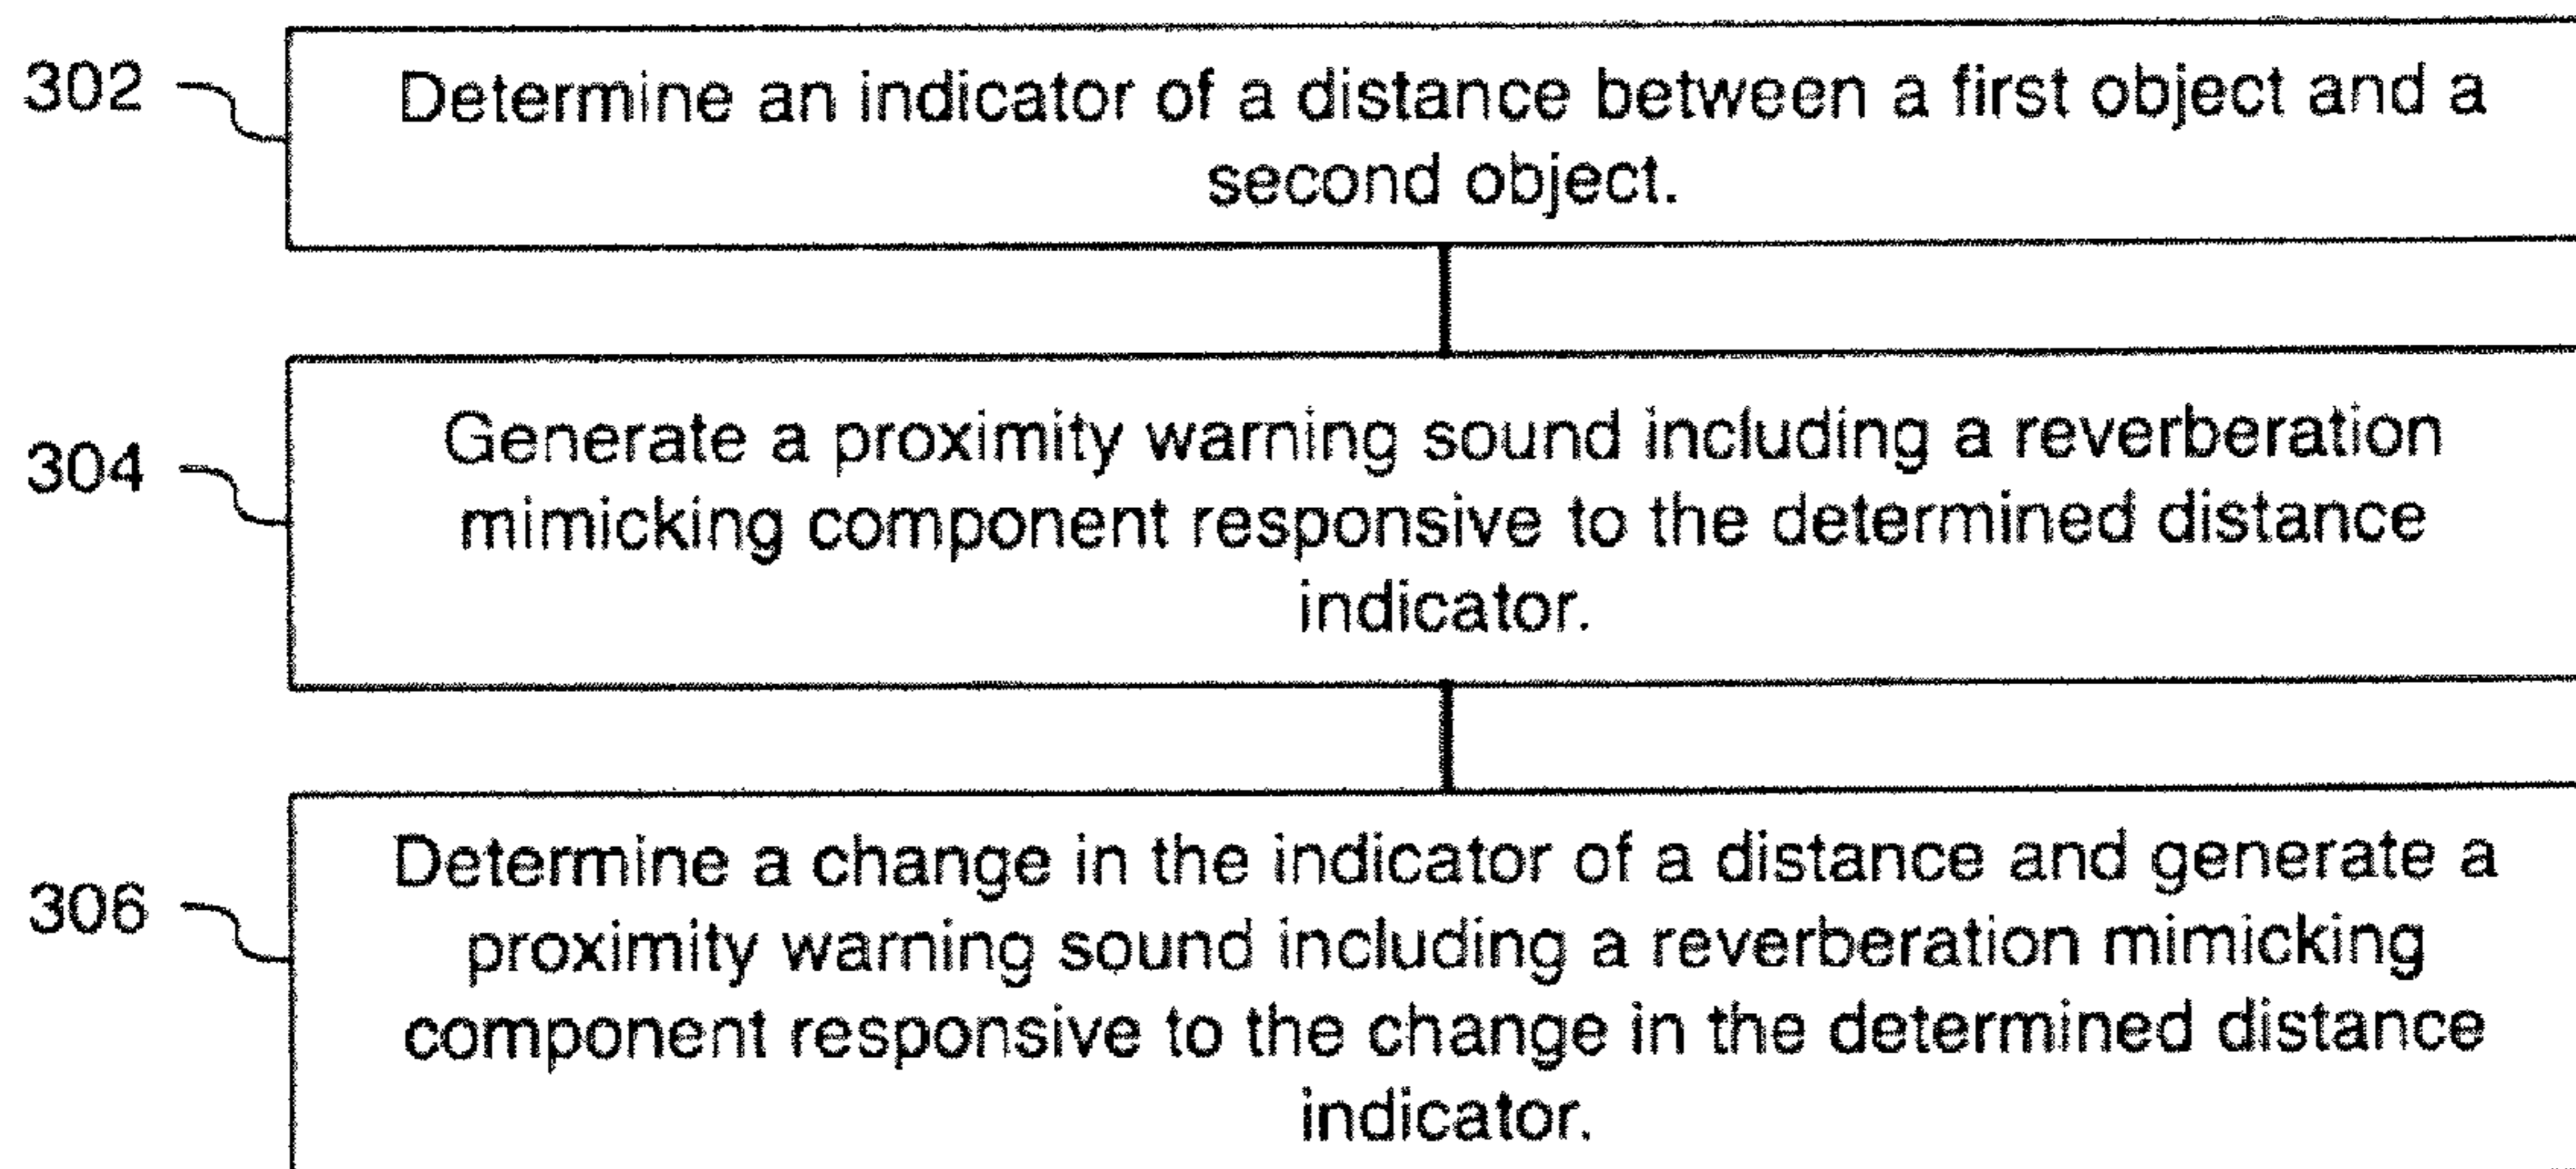 302
Determine an indicator of a distance between a first object and a
second object.
304
Generate a proximity warning sound including a reverberation
mimicking component responsive to the determined distance
indicator.
306
Determine a change in the indicator of a distance and generate a
proximity warning sound including a reverberation mimicking
component responsive to the change in the determined distance
indicator.